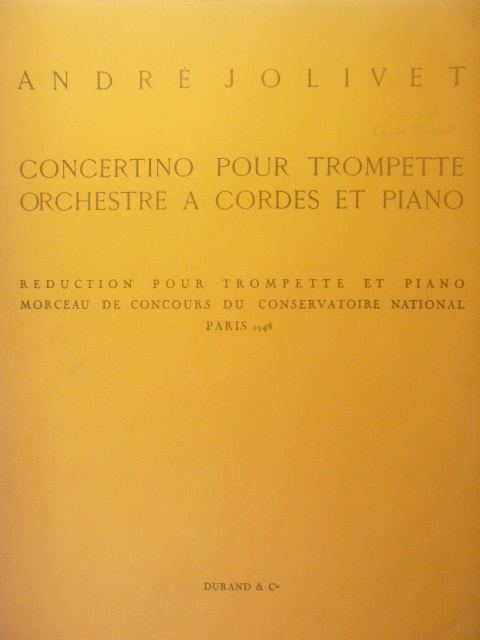 ANDRÉ JOLIVET
CONCERTINO POUR TROMPETTE
ORCHESTRE A CORDES ET PIANO
REDUCTION POUR TROMPETTE ET PIANO
MORCEAU DE CONCOURS DU CONSERVATOIRE NATIONAL
PARIS 1948
DURAND & Cie